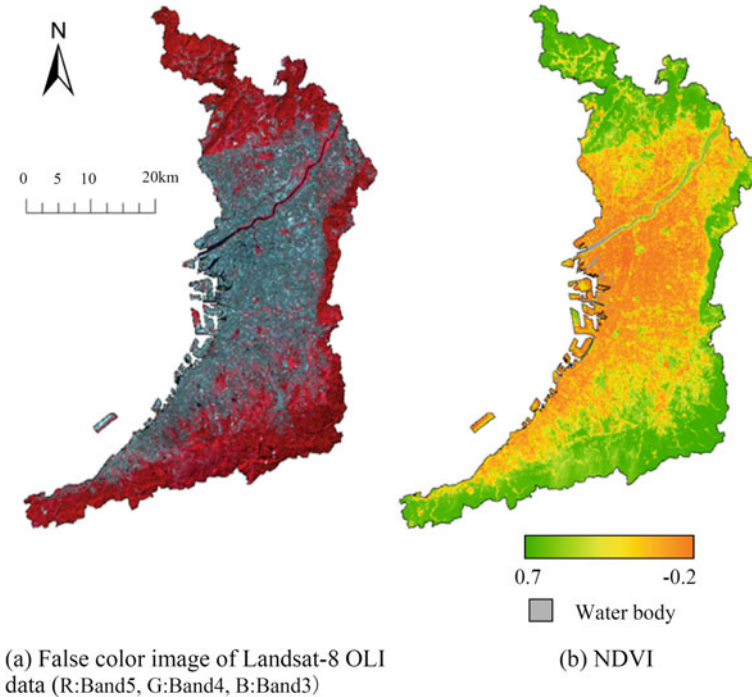 N
0 5 10 20km
0.7 -0.2
Water body
(a) False color image of Landsat-8 OLI
data (R:Band5, G:Band4, B:Band3)
(b) NDVI